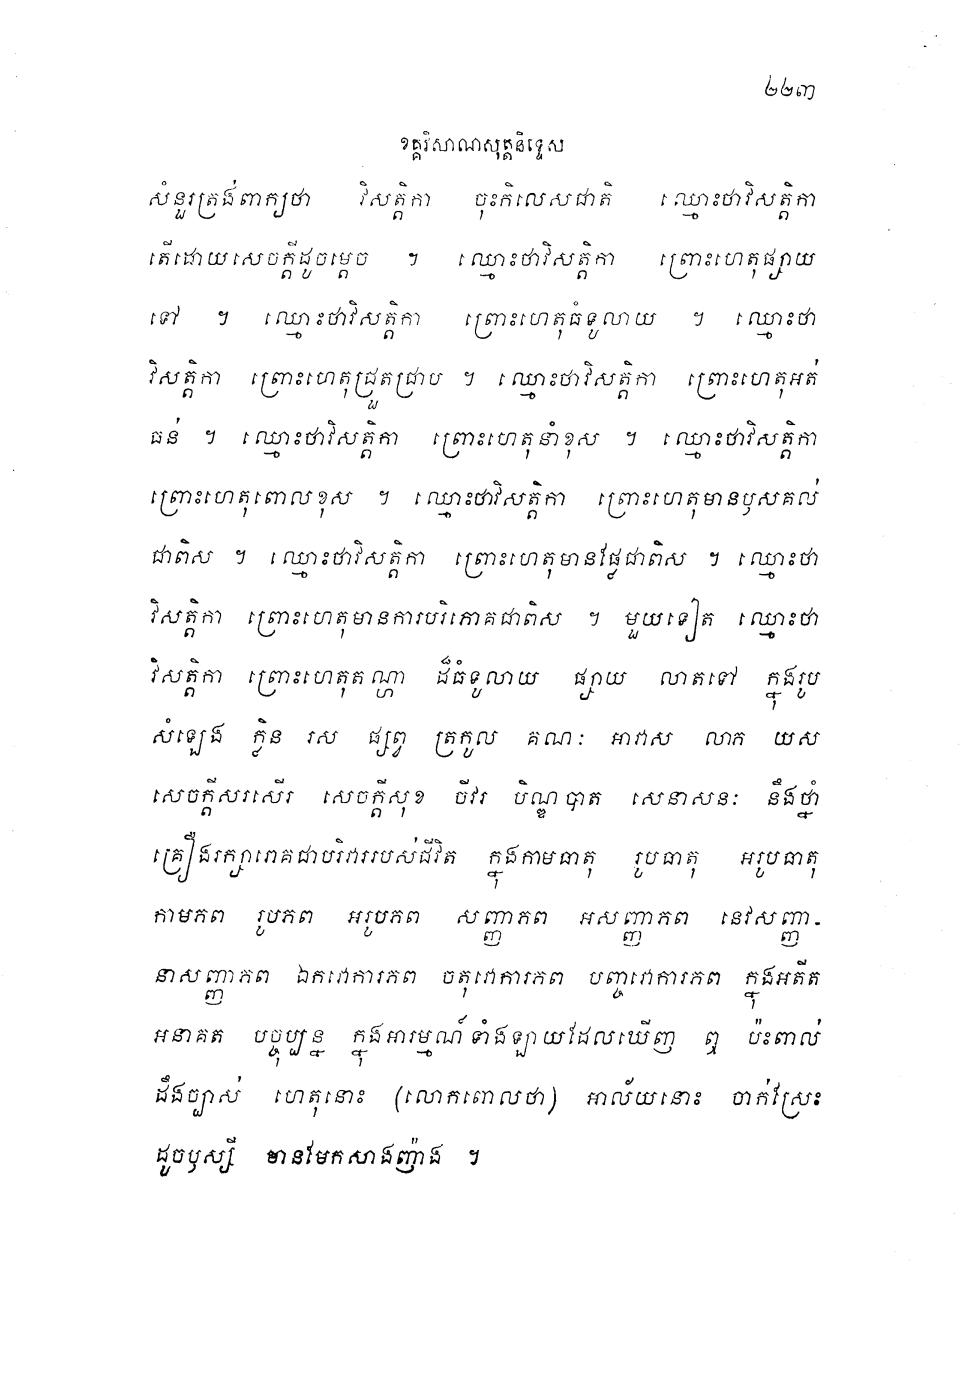 ២២៣
ខគ្គវិសាណសុត្តនិទ្ទេស
សំនួរត្រង់ពាក្យថា វិសត្តិកា ចុះកិលេសជាតិ ឈ្មោះថាវិសត្តិកា
តើដោយសេចក្តីដូចម្តេច ។ ឈ្មោះថាវិសត្តិកា ព្រោះហេតុផ្សាយ
ទៅ ។ ឈ្មោះថាវិសត្តិកា ព្រោះហេតុធំទូលាយ ។ ឈ្មោះថា
វិសត្តិកា ព្រោះហេតុជ្រួតជ្រាប ។ ឈ្មោះថាវិសត្តិកា ព្រោះហេតុអត់
ធន់ ។ ឈ្មោះថាវិសត្តិកា ព្រោះហេតុនាំខុស ។ ឈ្មោះថាវិសត្តិកា
ព្រោះហេតុពោលខុស ។ ឈ្មោះថាវិសត្តិកា ព្រោះហេតុមានឫសគល់
ជាពិស ។ ឈ្មោះថាវិសត្តិកា ព្រោះហេតុមានផ្លែជាពិស ។ ឈ្មោះថា
វិសត្តិកា ព្រោះហេតុមានការបរិភោគជាពិស ។ មួយទៀត ឈ្មោះថា
វិសត្តិកា ព្រោះហេតុតណ្ហា ដ៏ធំទូលាយ ផ្សាយ លាតទៅ ក្នុងរូប
សំឡេង ក្លិន រស ផ្សព្វ ត្រកូល គណៈ អាវាស លាភ យស
សេចក្តីសរសើរ សេចក្តីសុខ ចីវរ បិណ្ឌបាត សេនាសនៈ នឹងថ្នាំ
គ្រឿងរក្សារោគជាបរិវាររបស់ជីវិត ក្នុងកាមធាតុ រូបធាតុ អរូបធាតុ
កាមភព រូបភព អរូបភព សញ្ញាភព អសញ្ញាភព នេវសញ្ញា-
នាសញ្ញាភព ឯកវោការភព ចតុវោការភព បញ្ចវោការភព ក្នុងអតីត
អនាគត បច្ចុប្បន្ន ក្នុងអារម្មណ៍ទាំងឡាយដែលឃើញ ឮ ប៉ះពាល់
ដឹងច្បាស់ ហេតុនោះ (លោកពោលថា) អាល័យនោះ ចាក់ស្រែះ
ដូចឫស្សី មានមែកសាងញ៉ាង ។